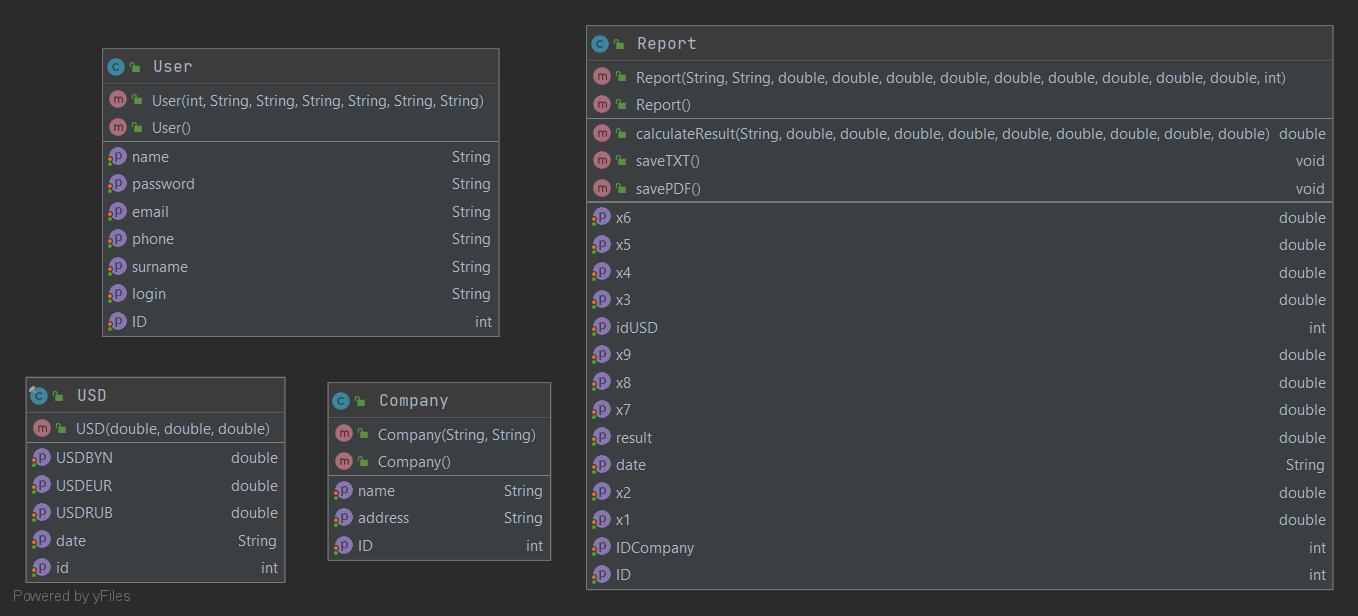 User
User(int, String, String, String, String, String, String)
User()
name String
password String
email String
phone String
surname String
login String
ID int
Report
Report(String, String, double, double, double, double, double, double, double, double, double, int)
Report()
calculateResult(String, double, double, double, double, double, double, double, double, double) double
saveTXT() void
savePDF() void
x6 double
x5 double
x4 double
x3 double
idUSD int
x9 double
x8 double
x7 double
result double
date String
x2 double
x1 double
IDCompany int
ID int
USD
USD(double, double, double)
USDBYN double
USDEUR double
USDRUB double
date String
id int
Company
Company(String, String)
Company()
name String
address String
ID int
Powered by yFiles